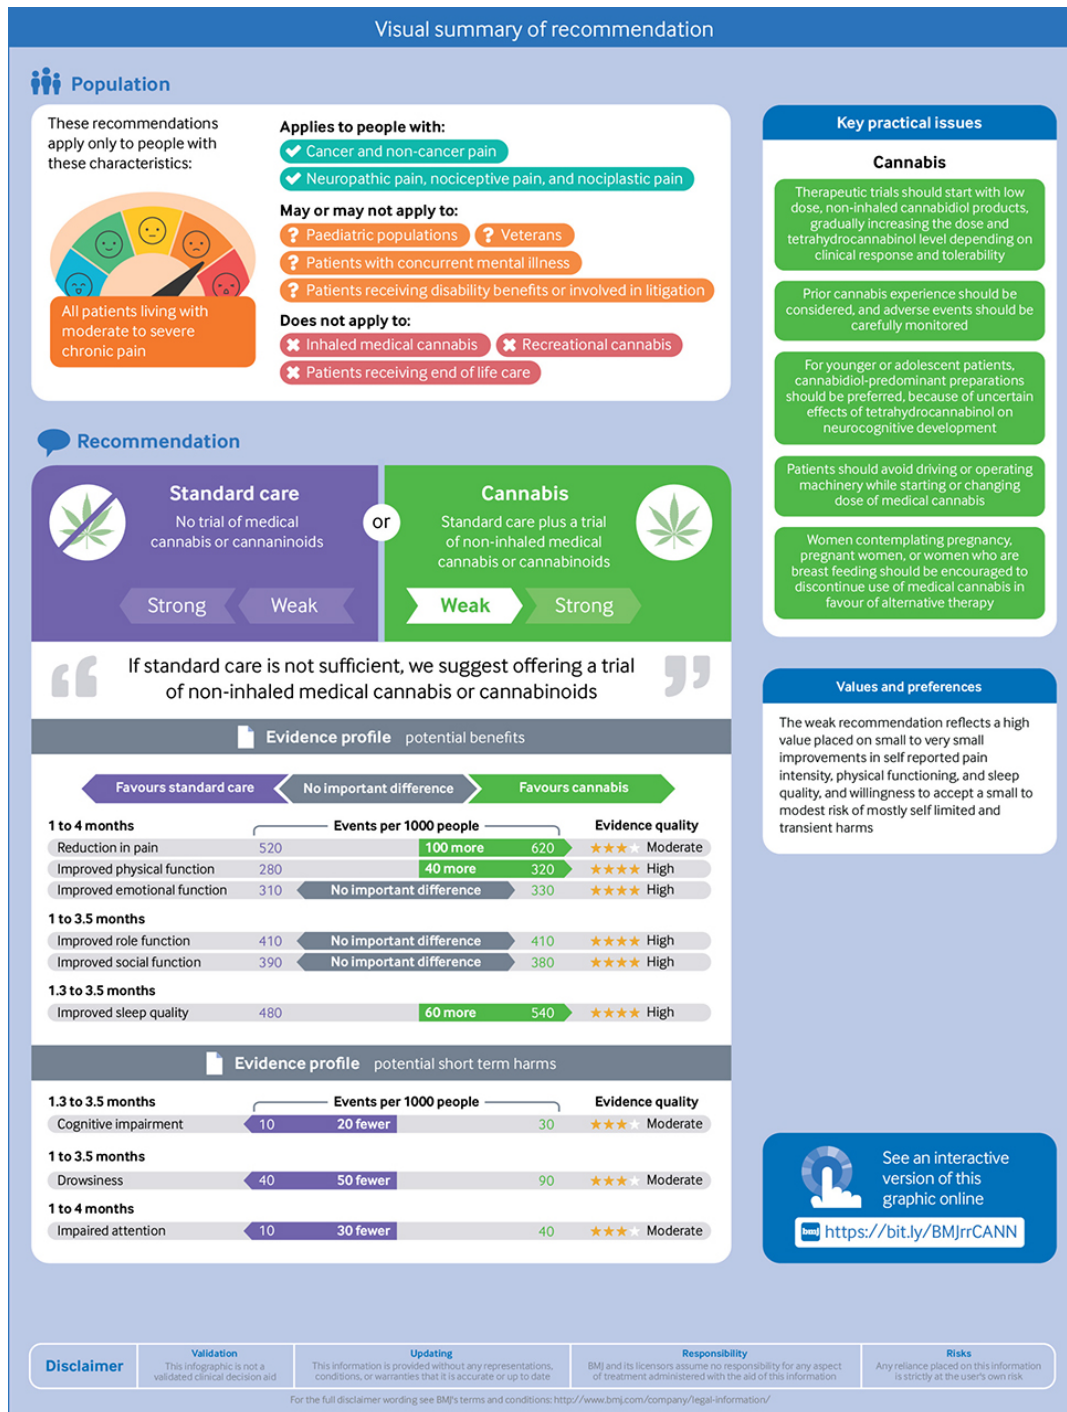 Visual summary of recommendation
Population
These recommendations
apply only to people with
these characteristics:
All patients living with
moderate to severe
chronic pain
Applies to people with:
Cancer and non-cancer pain
Neuropathic pain, nociceptive pain, and nociplastic pain
May or may not apply to:
? Paediatric populations ? Veterans
? Patients with concurrent mental illness
? Patients receiving disability benefits or involved in litigation
Does not apply to:
Inhaled medical cannabis Recreational cannabis
Patients receiving end of life care
Key practical issues
Cannabis
Therapeutic trials should start with low
dose, non-inhaled cannabidiol products,
gradually increasing the dose and
tetrahydrocannabinol level depending on
clinical response and tolerability
Prior cannabis experience should be
considered, and adverse events should be
carefully monitored
For younger or adolescent patients,
cannabidiol-predominant preparations
should be preferred, because of uncertain
effects of tetrahydrocannabinol on
neurocognitive development
Patients should avoid driving or operating
machinery while starting or changing
dose of medical cannabis
Women contemplating pregnancy,
pregnant women, or women who are
breast feeding should be encouraged to
discontinue use of medical cannabis in
favour of alternative therapy
Recommendation
Standard care
No trial of medical
cannabis or cannaninoids
Strong Weak
or
Cannabis
Standard care plus a trial
of non-inhaled medical
cannabis or cannabinoids
Weak Strong
“ If standard care is not sufficient, we suggest offering a trial
of non-inhaled medical cannabis or cannabinoids ”
Values and preferences
The weak recommendation reflects a high
value placed on small to very small
improvements in self reported pain
intensity, physical functioning, and sleep
quality, and willingness to accept a small to
modest risk of mostly self limited and
transient harms
Evidence profile potential benefits
Favours standard care No important difference Favours cannabis
1 to 4 months Events per 1000 people Evidence quality
Reduction in pain 520 100 more 620 Moderate
Improved physical function 280 40 more 320 High
Improved emotional function 310 No important difference 330 High
1 to 3.5 months
Improved role function 410 No important difference 410 High
Improved social function 390 No important difference 380 High
1.3 to 3.5 months
Improved sleep quality 480 60 more 540 High
Evidence profile potential short term harms
1.3 to 3.5 months Events per 1000 people Evidence quality
Cognitive impairment 10 20 fewer 30 Moderate
1 to 3.5 months
Drowsiness 40 50 fewer 90 Moderate
1 to 4 months
Impaired attention 10 30 fewer 40 Moderate
See an interactive
version of this
graphic online
bmj https://bit.ly/BMJrrCANN
Disclaimer
Validation
This infographic is not a
validated clinical decision aid
Updating
This information is provided without any representations,
conditions, or warranties that it is accurate or up to date
Responsibility
BMJ and its licensors assume no responsibility for any aspect
of treatment administered with the aid of this information
Risks
Any reliance placed on this information
is strictly at the user's own risk
For the full disclaimer wording see BMJ's terms and conditions: http://www.bmj.com/company/legal-information/